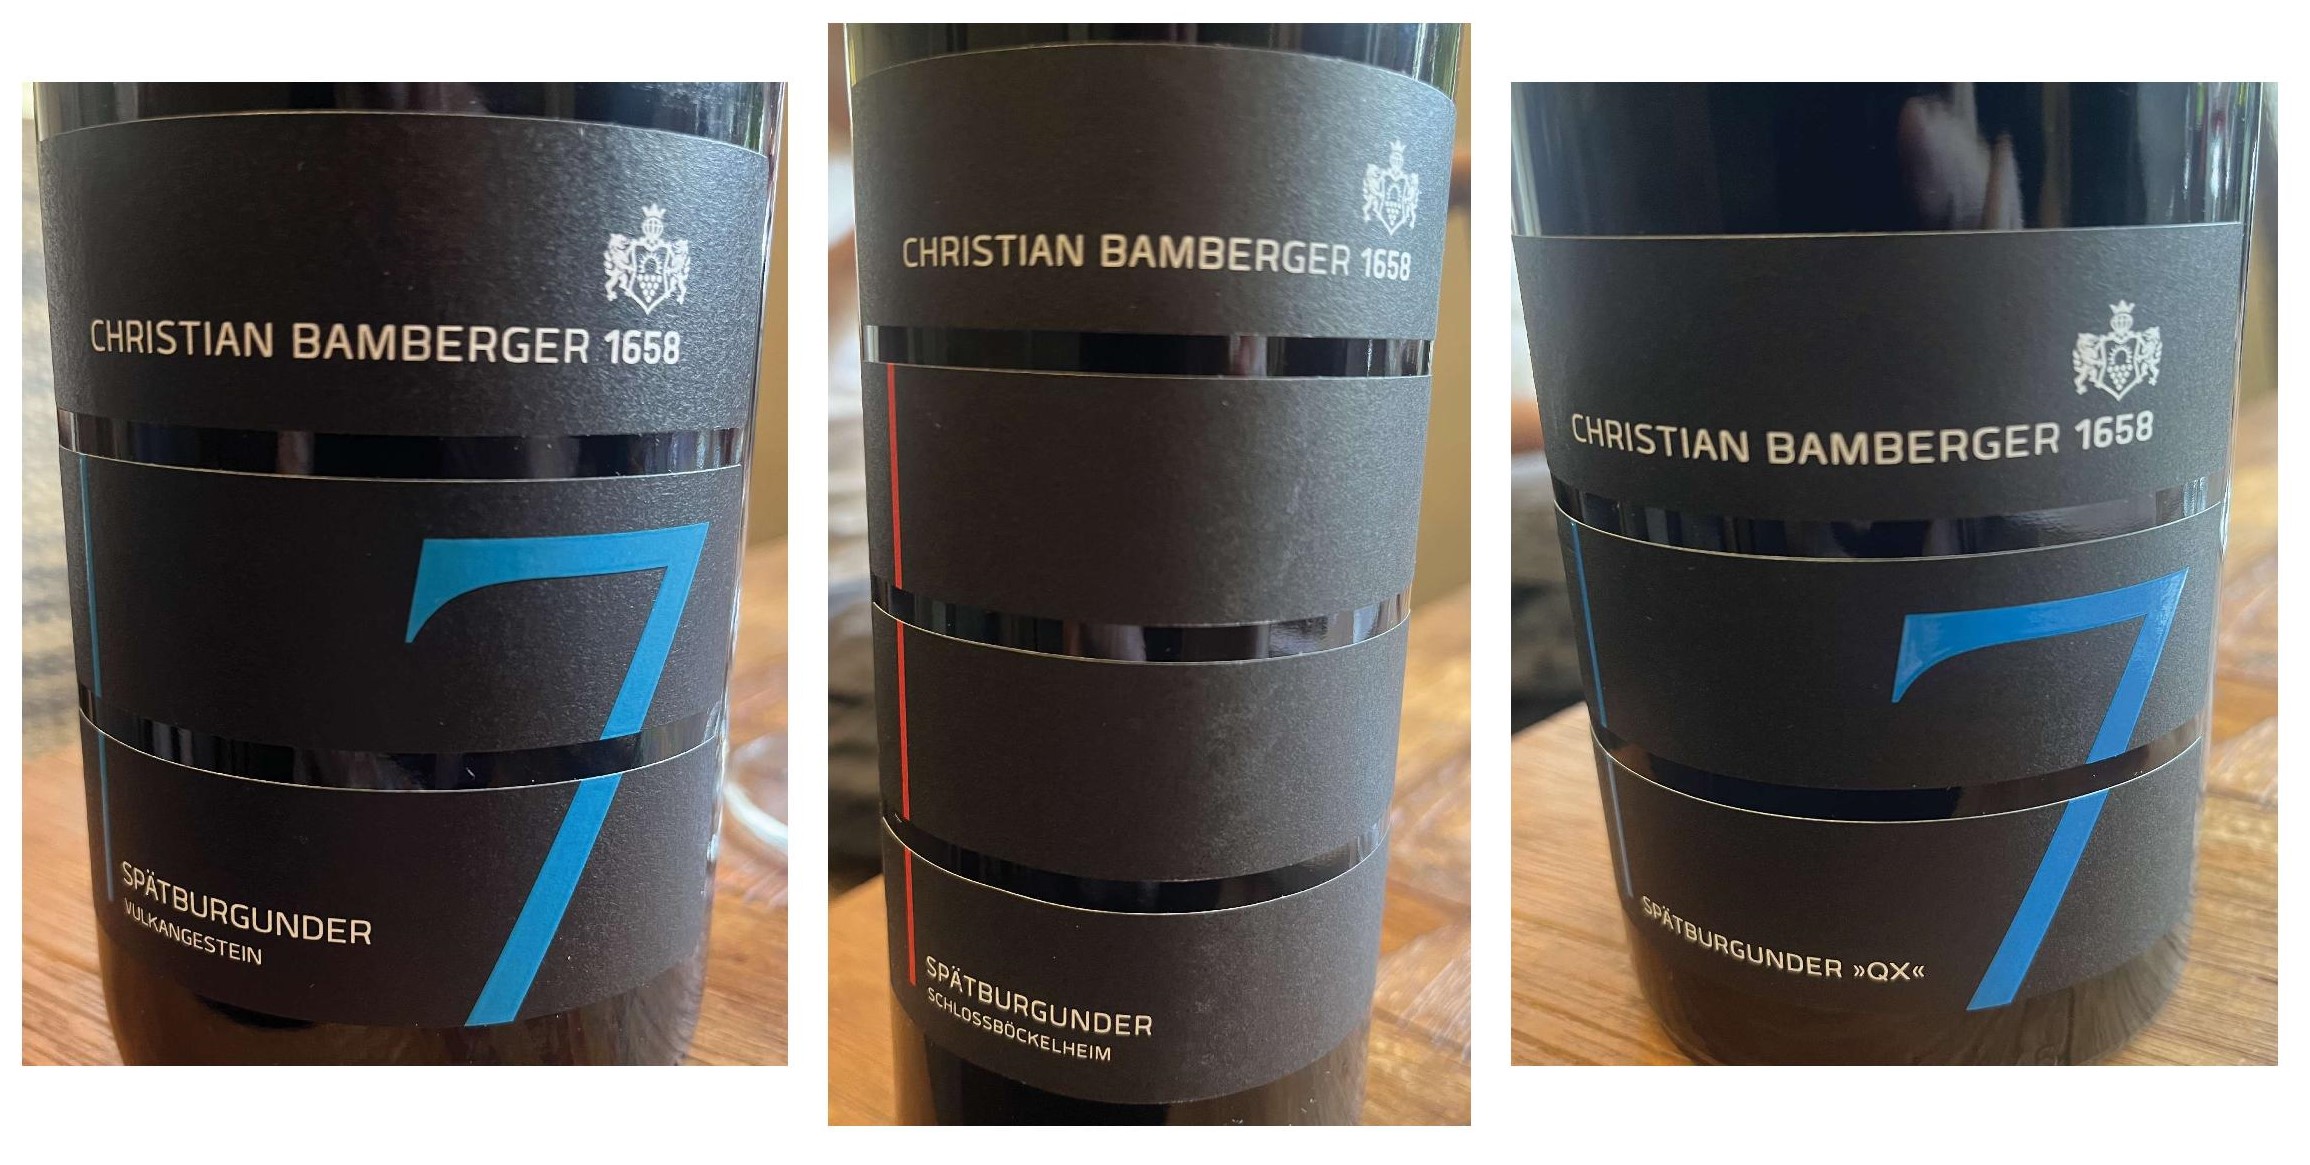 CHRISTIAN BAMBERGER 1658
7
SPÄTBURGUNDER
VULKANGESTEIN
CHRISTIAN BAMBERGER 1658
SPÄTBURGUNDER
SCHLOSSBÖCKELHEIM
CHRISTIAN BAMBERGER 1658
7
SPÄTBURGUNDER »QX«